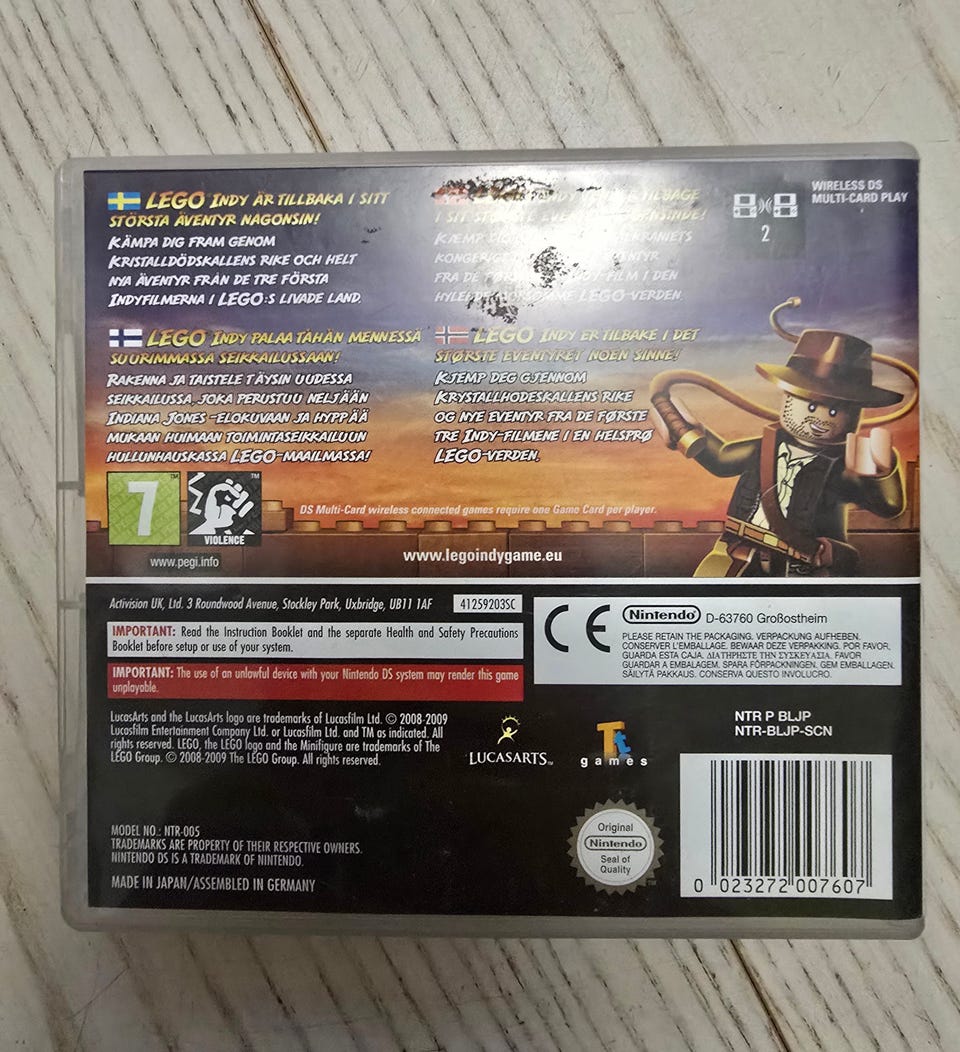 LEGO INDY ÄR TILLBAKA I SITT
STÖRSTA ÄVENTYR NAGONSIN!
KÄMPA DIG FRAM GENOM
KRISTALLDÖDSKALLENS RIKE OCH HELT
NYA ÄVENTYR FRÅN DE TRE FÖRSTA
INDYFILMERNA I LEGO:S LIVADE LAND.
TILBAGE
I SIT
KRANIETS
FRA DE -FILM I DEN
LEGO-VERDEN.
WIRELESS DS
MULTI-CARD PLAY
2
LEGO INDY PALAA TÄHÄN MENNESSÄ
SUURIMMASSA SEIKKAILUSSAAN!
RAKENNA JA TAISTELE TÄYSIN UUDESSA
SEIKKAILUSSA, JOKA PERUSTUU NELJÄÄN
INDIANA JONES -ELOKUVAAN JA HYPPÄÄ
MUKAAN HUIMAAN TOIMINTASEIKKAILUUN
HULLUNHAUSKASSA LEGO-MAAILMASSA!
LEGO INDY ER TILBAKE I DET
STØRSTE EVENTYRET NOEN SINNE!
KJEMP DEG GJENNOM
KRYSTALLHODESKALLENS RIKE
OG NYE EVENTYR FRA DE FØRSTE
TRE INDY-FILMENE I EN HELSPRØ
LEGO-VERDEN.
7 ™
™
VIOLENCE
www.pegi.info
DS Multi-Card wireless connected games require one Game Card per player.
www.legoindygame.eu
Activision UK, Ltd. 3 Roundwood Avenue, Stockley Park, Uxbridge, UB11 1AF
41259203SC
IMPORTANT: Read the Instruction Booklet and the separate Health and Safety Precautions
Booklet before setup or use of your system.
IMPORTANT: The use of an unlawful device with your Nintendo DS system may render this game
unplayable.
CE
Nintendo D-63760 Großostheim
PLEASE RETAIN THE PACKAGING. VERPACKUNG AUFHEBEN.
CONSERVER L'EMBALLAGE. BEWAAR DEZE VERPAKKING. POR FAVOR,
GUARDA ESTA CAJA. ΔΙΑΤΗΡΗΣΤΕ ΤΗΝ ΣΥΣΚΕΥΑΣΙΑ. FAVOR
GUARDAR A EMBALAGEM. SPARA FÖRPACKNINGEN. GEM EMBALLAGEN.
SÄILYTÄ PAKKAUS. CONSERVA QUESTO INVOLUCRO.
LucasArts and the LucasArts logo are trademarks of Lucasfilm Ltd. © 2008-2009
Lucasfilm Entertainment Company Ltd. or Lucasfilm Ltd. and TM as indicated. All
rights reserved. LEGO, the LEGO logo and the Minifigure are trademarks of The
LEGO Group. © 2008-2009 The LEGO Group. All rights reserved.
LUCASARTS™
Tt
games
NTR P BLJP
NTR-BLJP-SCN
MODEL NO.: NTR-005
TRADEMARKS ARE PROPERTY OF THEIR RESPECTIVE OWNERS.
NINTENDO DS IS A TRADEMARK OF NINTENDO.
MADE IN JAPAN/ASSEMBLED IN GERMANY
Original
Nintendo
Seal of
Quality
™
0 023272 007607